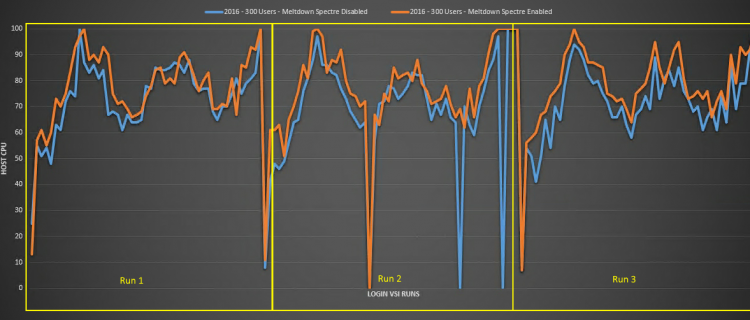 2016 - 300 Users - Meltdown Spectre Disabled
2016 - 300 Users - Meltdown Spectre Enabled
100
90
80
70
60
50
40
30
20
10
0
HOST CPU
Run 1
Run 2
Run 3
LOGIN VSI RUNS